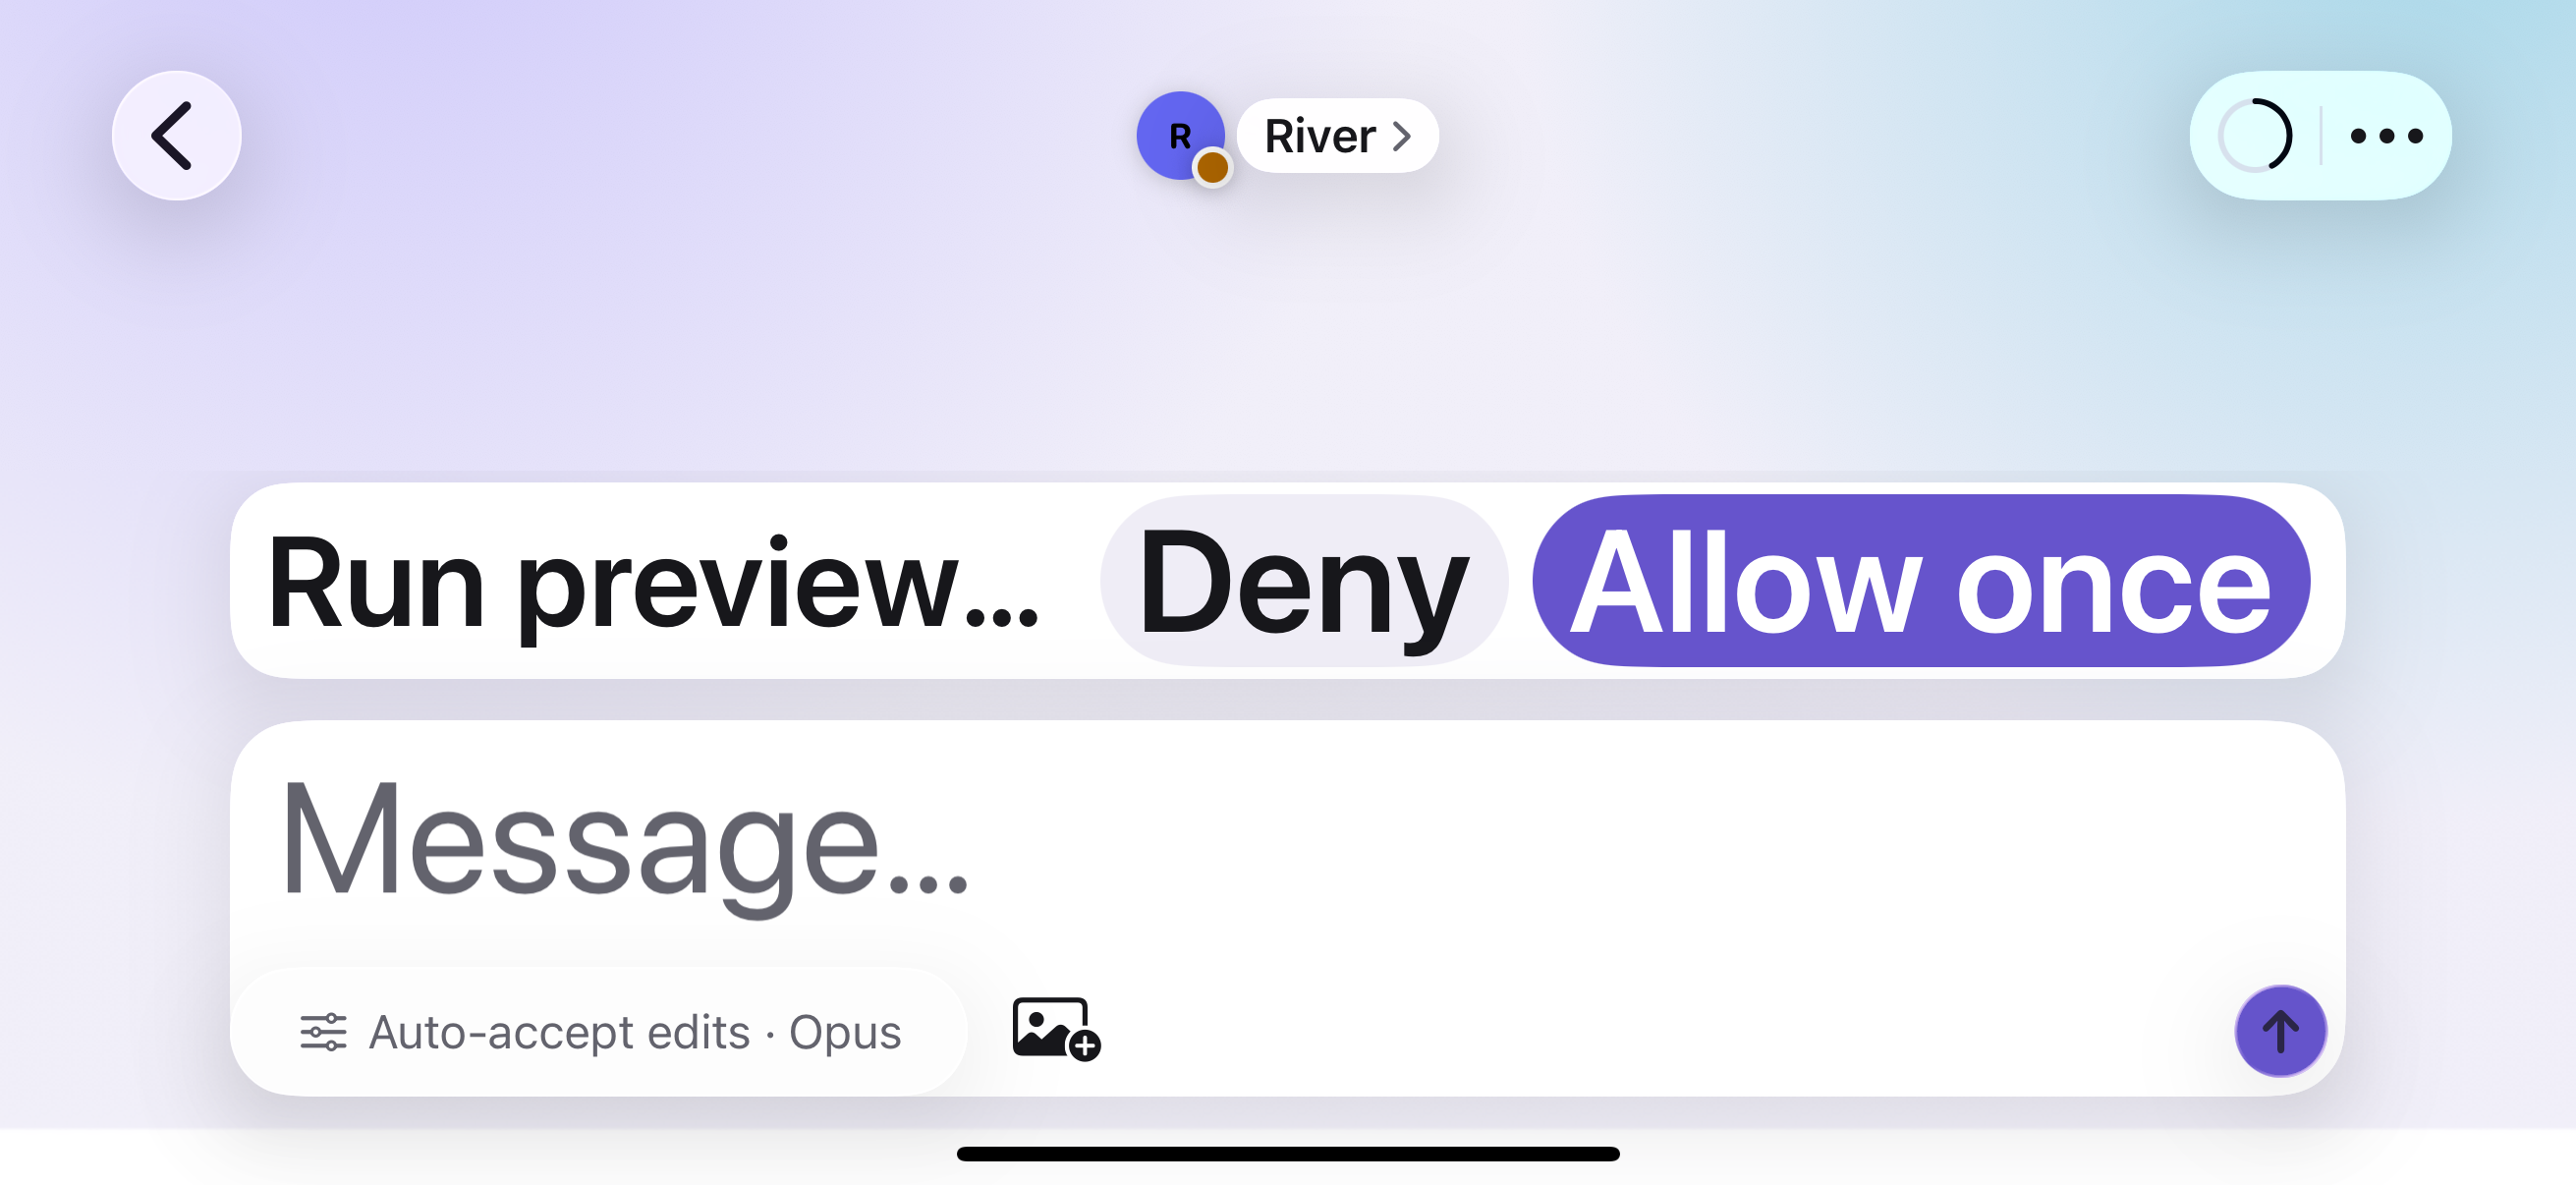 R
River
Run preview...
Deny
Allow once
Message...
Auto-accept edits · Opus